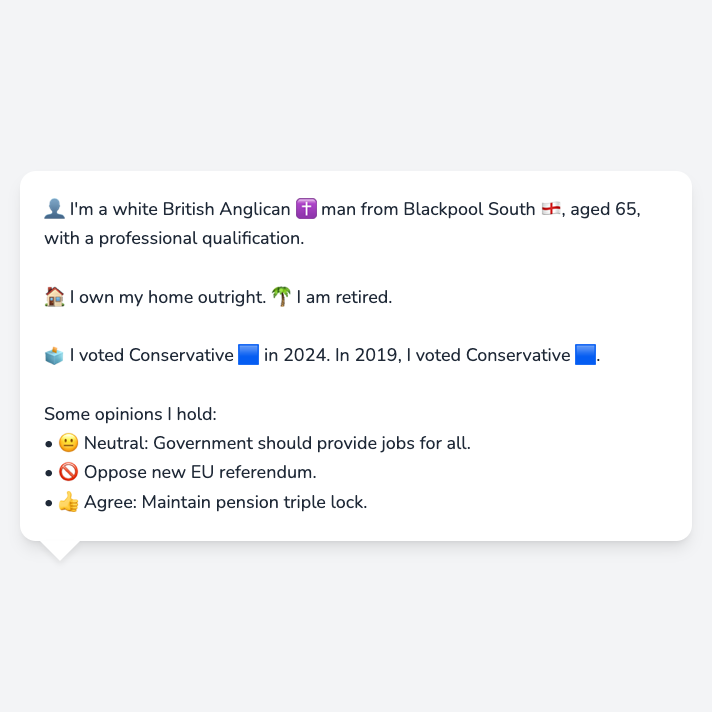 👤 I'm a white British Anglican ✝️ man from Blackpool South 🏴󠁧󠁢󠁥󠁮󠁧󠁿, aged 65,
with a professional qualification.
🏠 I own my home outright. 🌴 I am retired.
🗳️ I voted Conservative 🟦 in 2024. In 2019, I voted Conservative 🟦.
Some opinions I hold:
• 😐 Neutral: Government should provide jobs for all.
• 🚫 Oppose new EU referendum.
• 👍 Agree: Maintain pension triple lock.